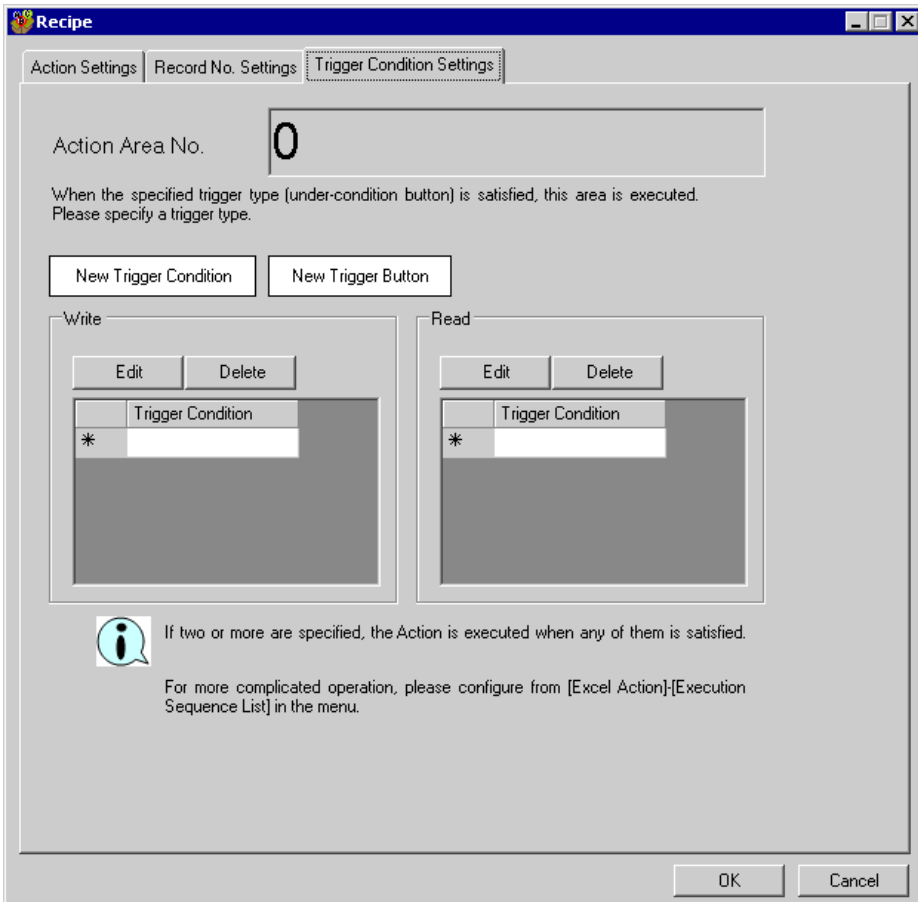 Recipe
Action Settings Record No. Settings Trigger Condition Settings
Action Area No. 0
When the specified trigger type (under-condition button) is satisfied, this area is executed.
Please specify a trigger type.
New Trigger Condition New Trigger Button
Write Read
Edit Delete Edit Delete
Trigger Condition Trigger Condition
* *
If two or more are specified, the Action is executed when any of them is satisfied.
For more complicated operation, please configure from [Excel Action]-[Execution
Sequence List] in the menu.
OK Cancel